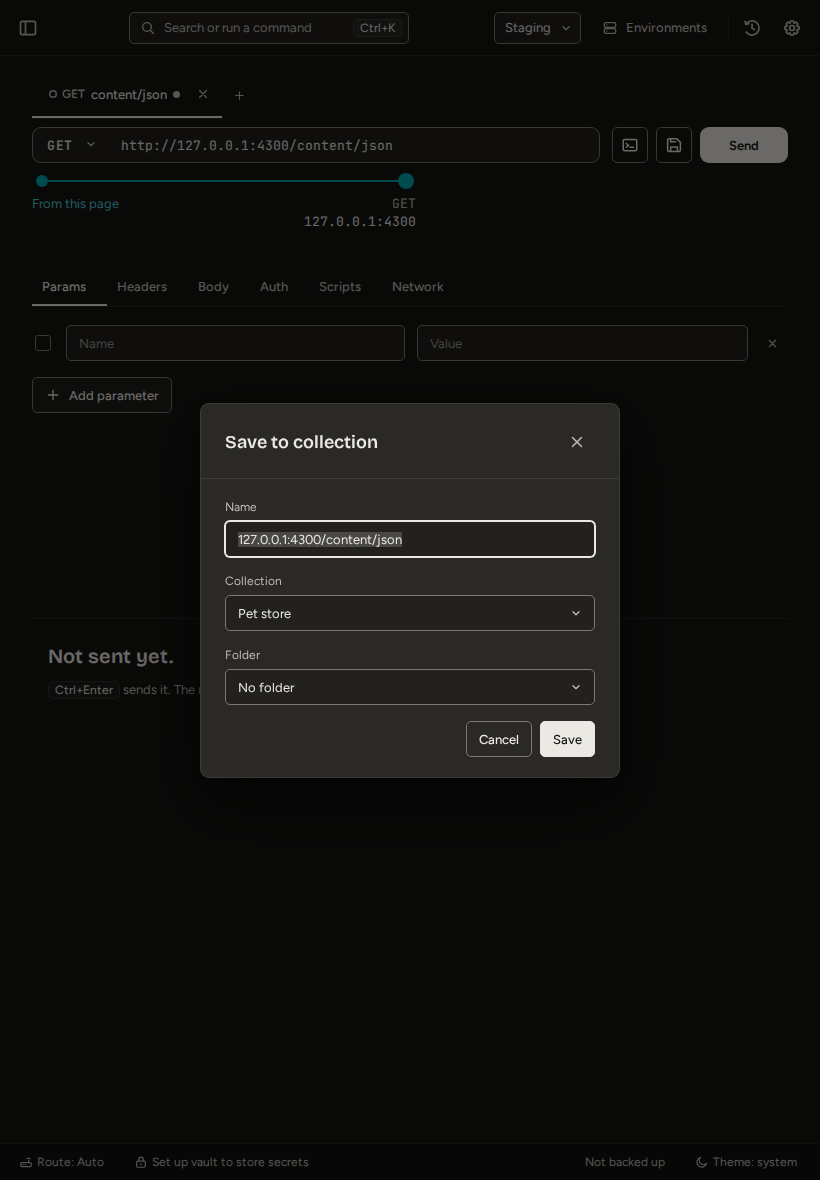 Search or run a command Ctrl+K Staging Environments
GET content/json
GET http://127.0.0.1:4300/content/json Send
From this page GET
127.0.0.1:4300
Params Headers Body Auth Scripts Network
Name Value
Add parameter
Save to collection
Name
127.0.0.1:4300/content/json
Collection
Pet store
Folder
No folder
Cancel Save
Not sent yet.
Ctrl+Enter sends it. The
Route: Auto Set up vault to store secrets Not backed up Theme: system